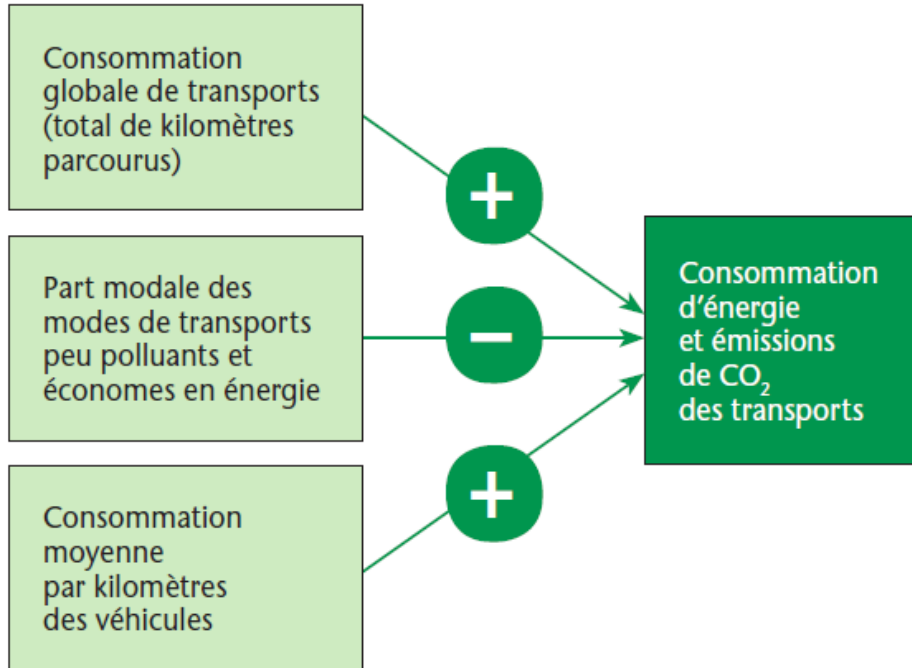 Consommation
globale de transports
(total de kilomètres
parcourus)
+
Part modale des
modes de transports
peu polluants et
économes en énergie
−
Consommation
moyenne
par kilomètres
des véhicules
+
Consommation
d'énergie
et émissions
de CO₂
des transports